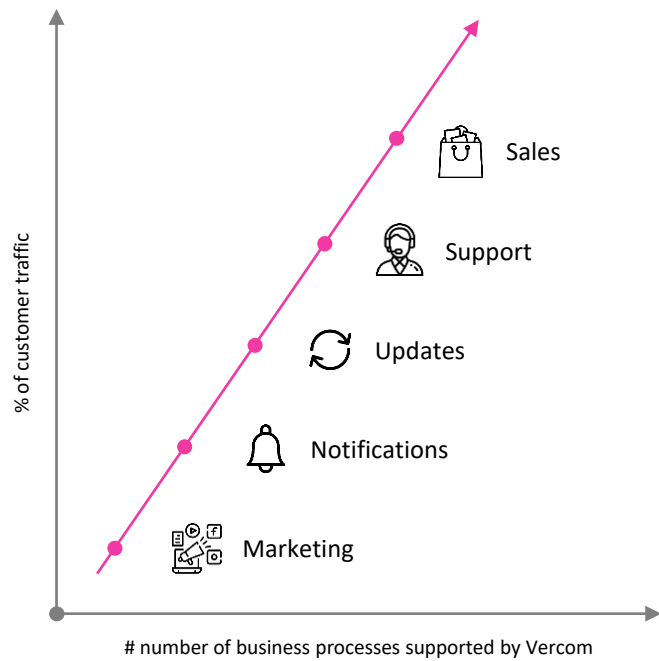 Sales
Support
Updates
Notifications
Marketing
% of customer traffic
# number of business processes supported by Vercom